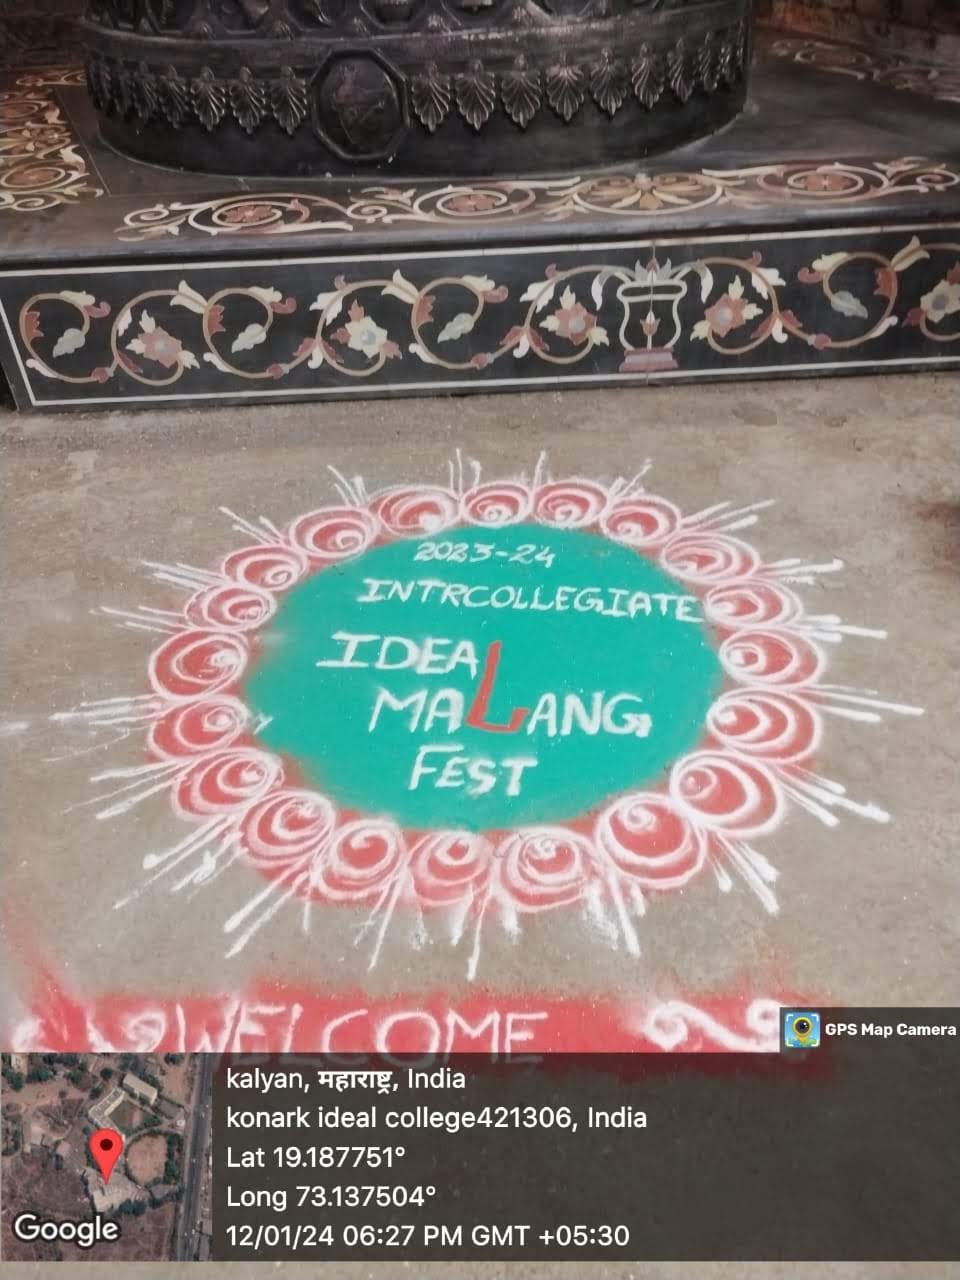 2023-24
INTRCOLLEGIATE
IDEAL
MALANG
FEST
WELCOME
GPS Map Camera
kalyan, महाराष्ट्र, India
konark ideal college421306, India
Lat 19.187751°
Long 73.137504°
12/01/24 06:27 PM GMT +05:30
Google